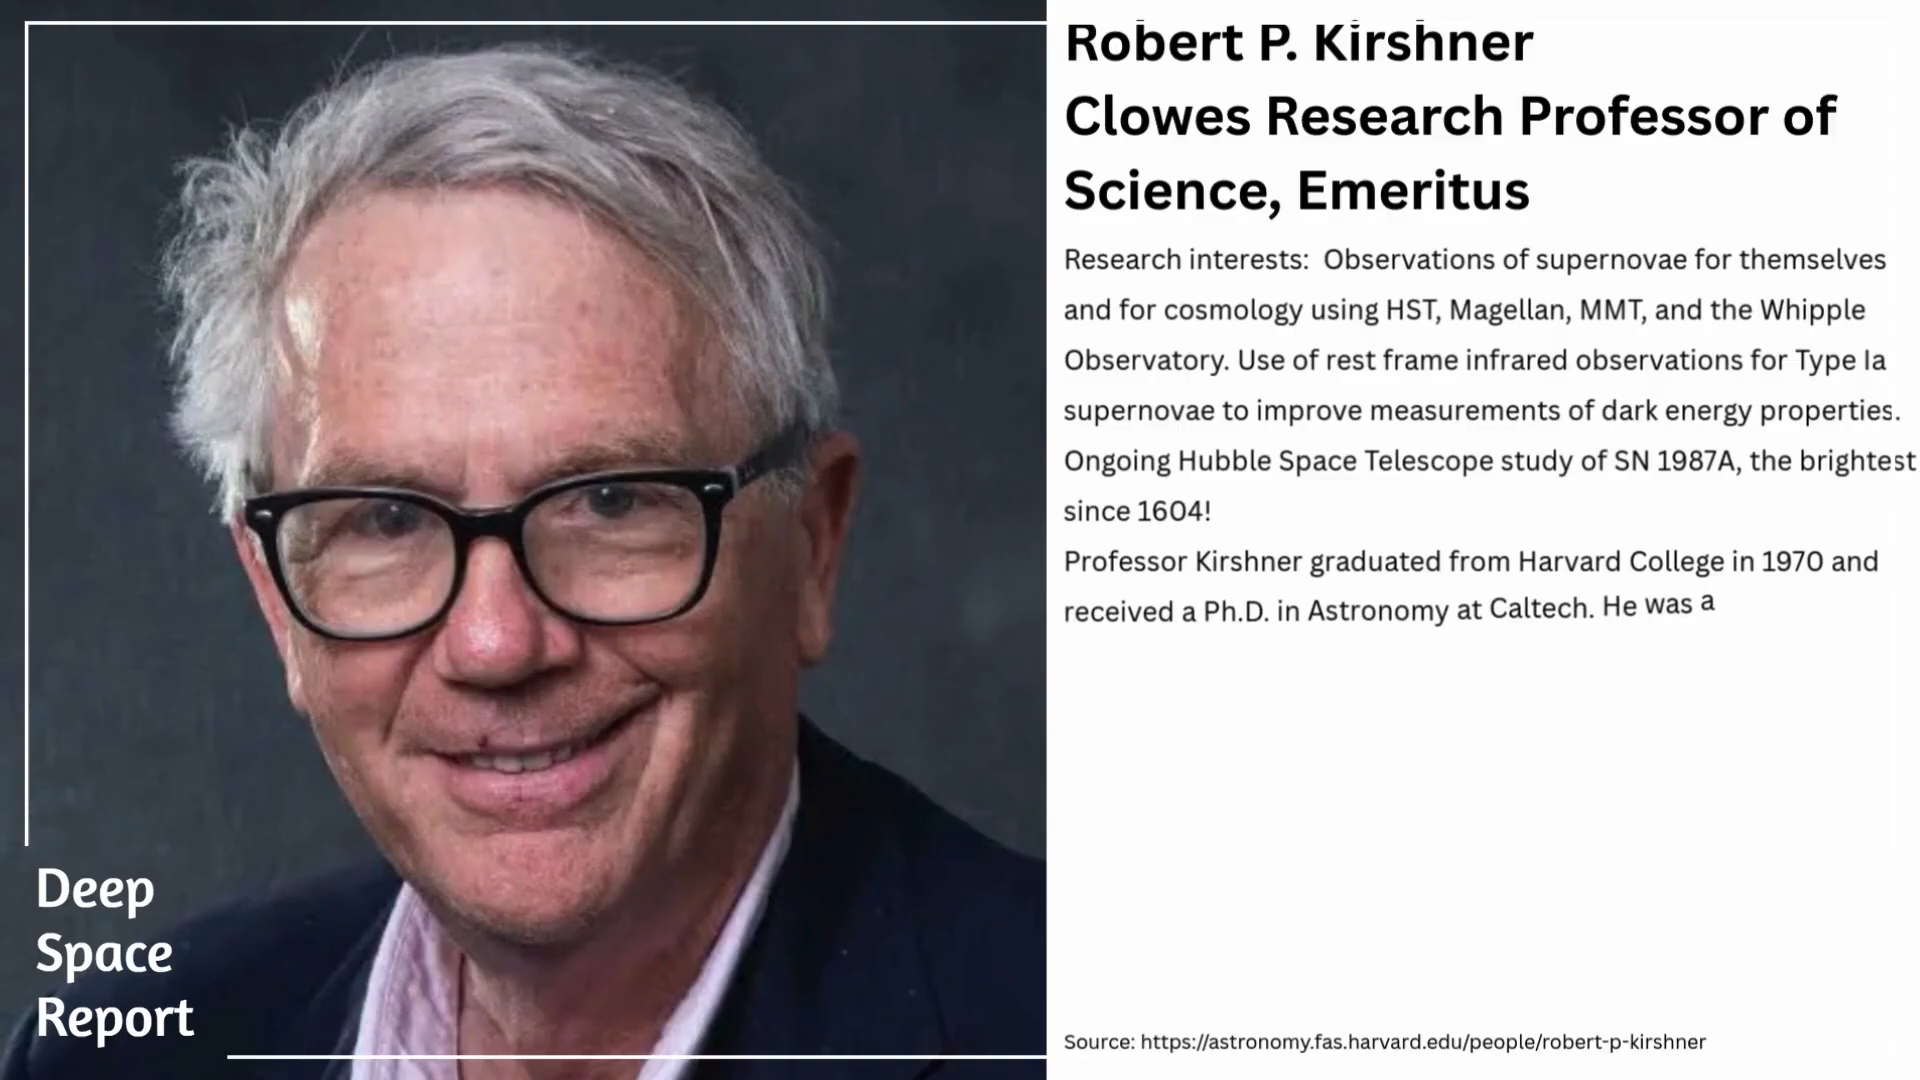 Robert P. Kirshner
Clowes Research Professor of
Science, Emeritus
Research interests:  Observations of supernovae for themselves
and for cosmology using HST, Magellan, MMT, and the Whipple
Observatory. Use of rest frame infrared observations for Type Ia
supernovae to improve measurements of dark energy properties.
Ongoing Hubble Space Telescope study of SN 1987A, the brightest
since 1604!
Professor Kirshner graduated from Harvard College in 1970 and
received a Ph.D. in Astronomy at Caltech. He was a
Source: https://astronomy.fas.harvard.edu/people/robert-p-kirshner
Deep
Space
Report